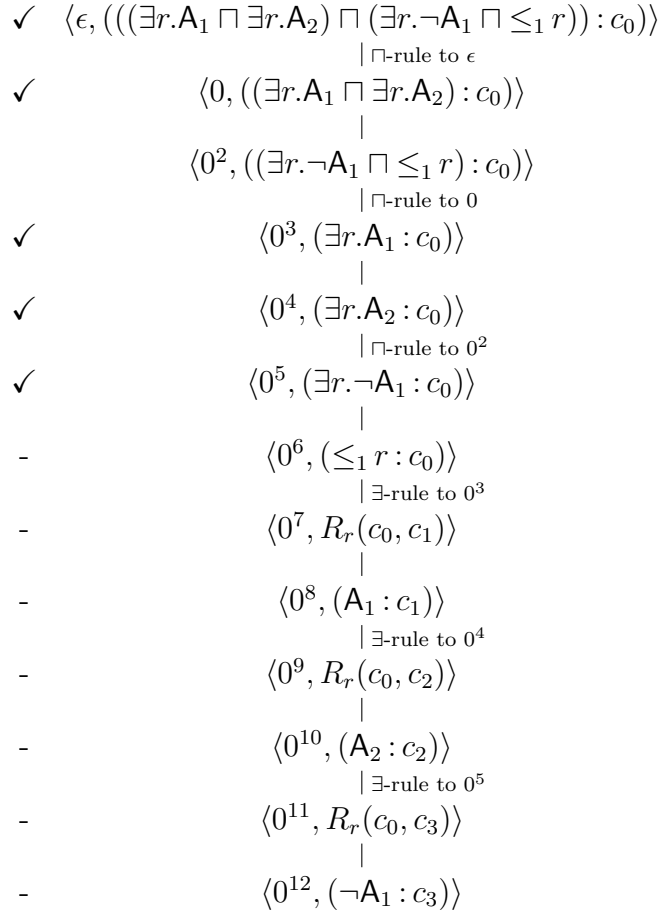 ✓ ⟨ϵ, (((∃r.A₁ ⊓ ∃r.A₂) ⊓ (∃r.¬A₁ ⊓ ≤₁ r)) : c₀)⟩
| ⊓-rule to ϵ
✓ ⟨0, ((∃r.A₁ ⊓ ∃r.A₂) : c₀)⟩
|
⟨0², ((∃r.¬A₁ ⊓ ≤₁ r) : c₀)⟩
| ⊓-rule to 0
✓ ⟨0³, (∃r.A₁ : c₀)⟩
|
✓ ⟨0⁴, (∃r.A₂ : c₀)⟩
| ⊓-rule to 0²
✓ ⟨0⁵, (∃r.¬A₁ : c₀)⟩
|
- ⟨0⁶, (≤₁ r : c₀)⟩
| ∃-rule to 0³
- ⟨0⁷, Rᵣ(c₀, c₁)⟩
|
- ⟨0⁸, (A₁ : c₁)⟩
| ∃-rule to 0⁴
- ⟨0⁹, Rᵣ(c₀, c₂)⟩
|
- ⟨0¹⁰, (A₂ : c₂)⟩
| ∃-rule to 0⁵
- ⟨0¹¹, Rᵣ(c₀, c₃)⟩
|
- ⟨0¹², (¬A₁ : c₃)⟩